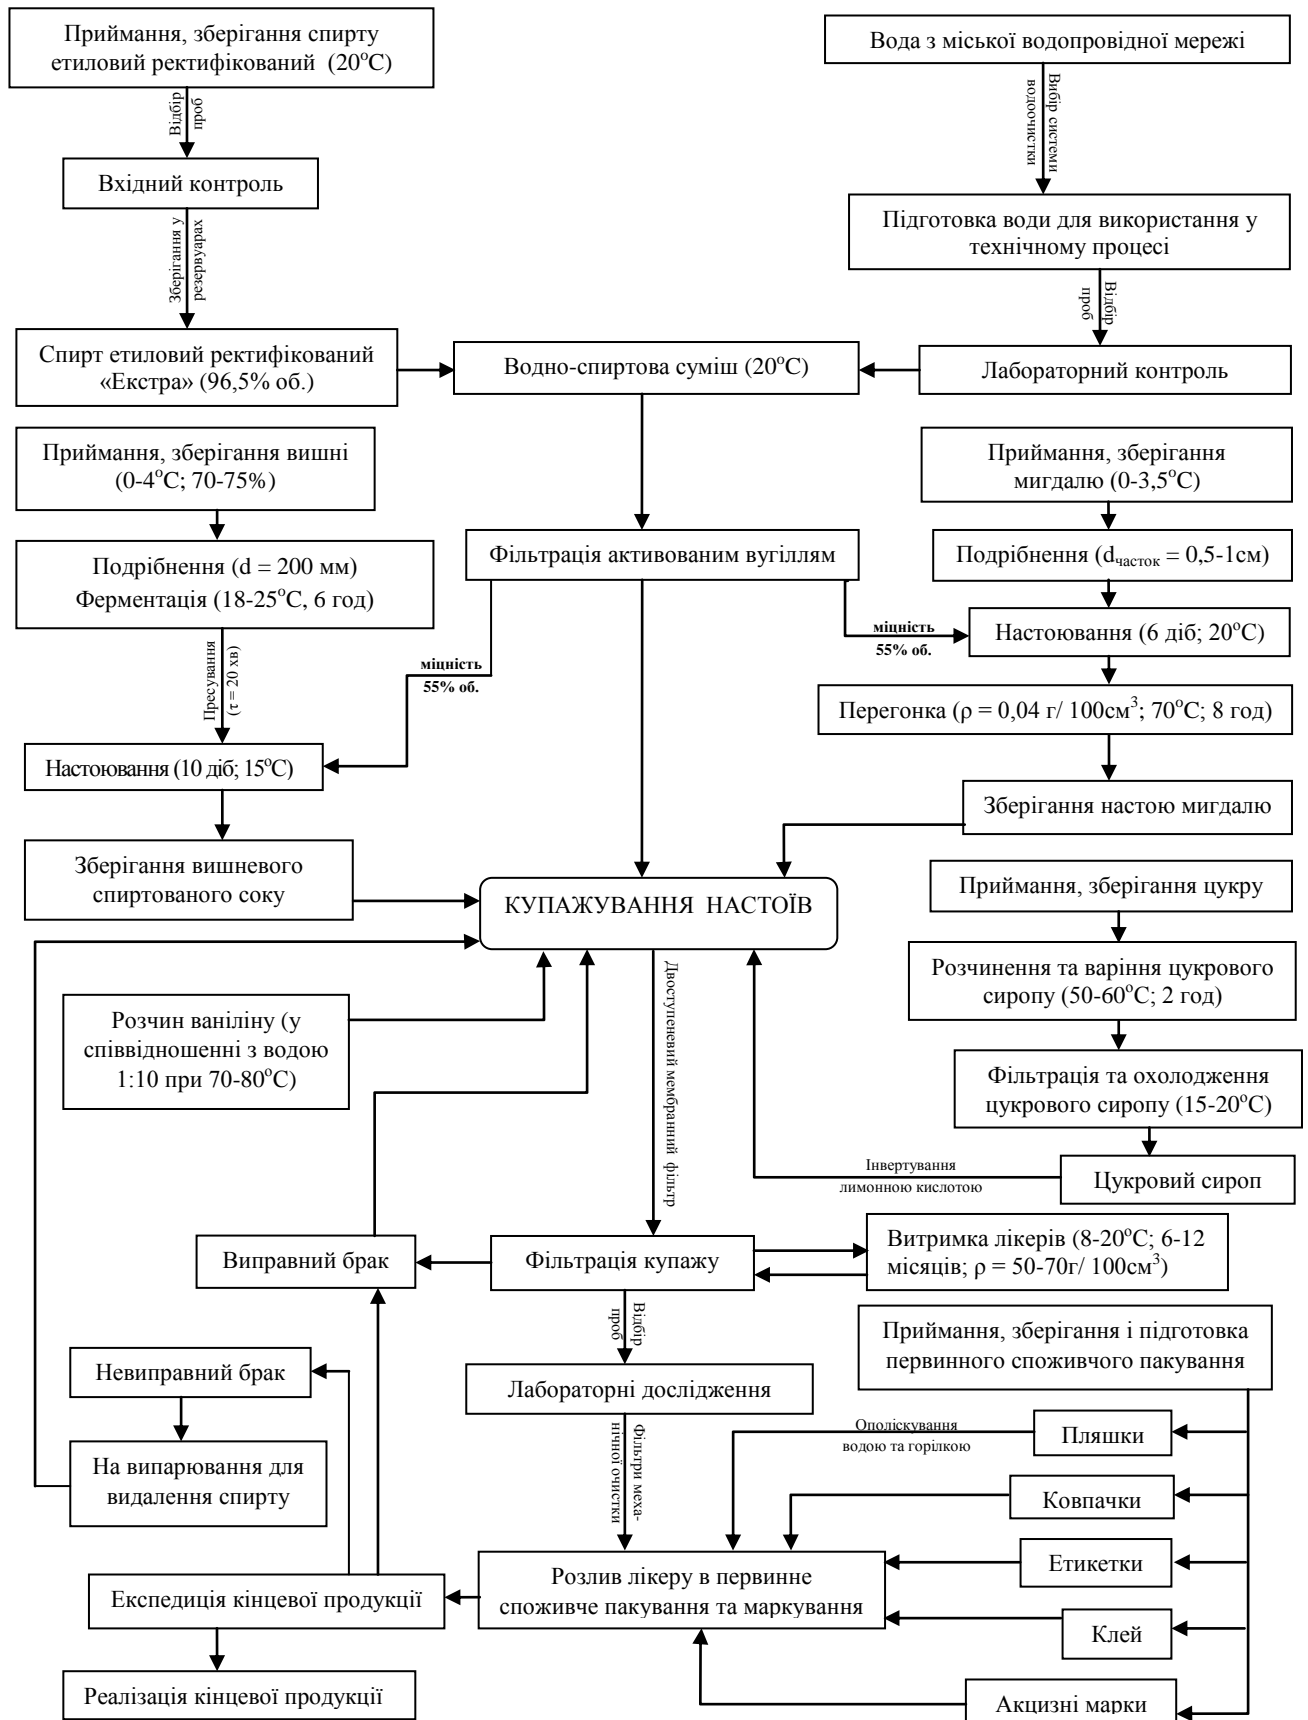 Приймання, зберігання спирту
етиловий ректифікований (20°С)
Вода з міської водопровідної мережі
Відбір
проб
Вибір системи
водоочистки
Вхідний контроль
Підготовка води для використання у
технічному процесі
Зберігання у
резервуарах
Відбір
проб
Спирт етиловий ректифікований
«Екстра» (96,5% об.)
Водно-спиртова суміш (20°С)
Лабораторний контроль
Приймання, зберігання вишні
(0-4°С; 70-75%)
Приймання, зберігання
мигдалю (0-3,5°С)
Фільтрація активованим вугіллям
Подрібнення (d = 200 мм)
Ферментація (18-25°С, 6 год)
Подрібнення (dчасток = 0,5-1см)
міцність
55% об.
Настоювання (6 діб; 20°С)
Пресування
(τ = 20 хв)
міцність
55% об.
Перегонка (ρ = 0,04 г/ 100см³; 70°С; 8 год)
Настоювання (10 діб; 15°С)
Зберігання настою мигдалю
Зберігання вишневого
спиртованого соку
КУПАЖУВАННЯ НАСТОЇВ
Приймання, зберігання цукру
Розчинення та варіння цукрового
сиропу (50-60°С; 2 год)
Двоступеневий мембранний фільтр
Розчин ваніліну (у
співвідношенні з водою
1:10 при 70-80°С)
Фільтрація та охолодження
цукрового сиропу (15-20°С)
Інвертування
лимонною кислотою
Цукровий сироп
Виправний брак
Фільтрація купажу
Витримка лікерів (8-20°С; 6-12
місяців; ρ = 50-70г/ 100см³)
Відбір
проб
Приймання, зберігання і підготовка
первинного споживчого пакування
Невиправний брак
Лабораторні дослідження
Ополіскування
водою та горілкою
Пляшки
Фільтри меха-
нічної очистки
На випарювання для
видалення спирту
Ковпачки
Етикетки
Розлив лікеру в первинне
споживче пакування та маркування
Експедиція кінцевої продукції
Клей
Реалізація кінцевої продукції
Акцизні марки